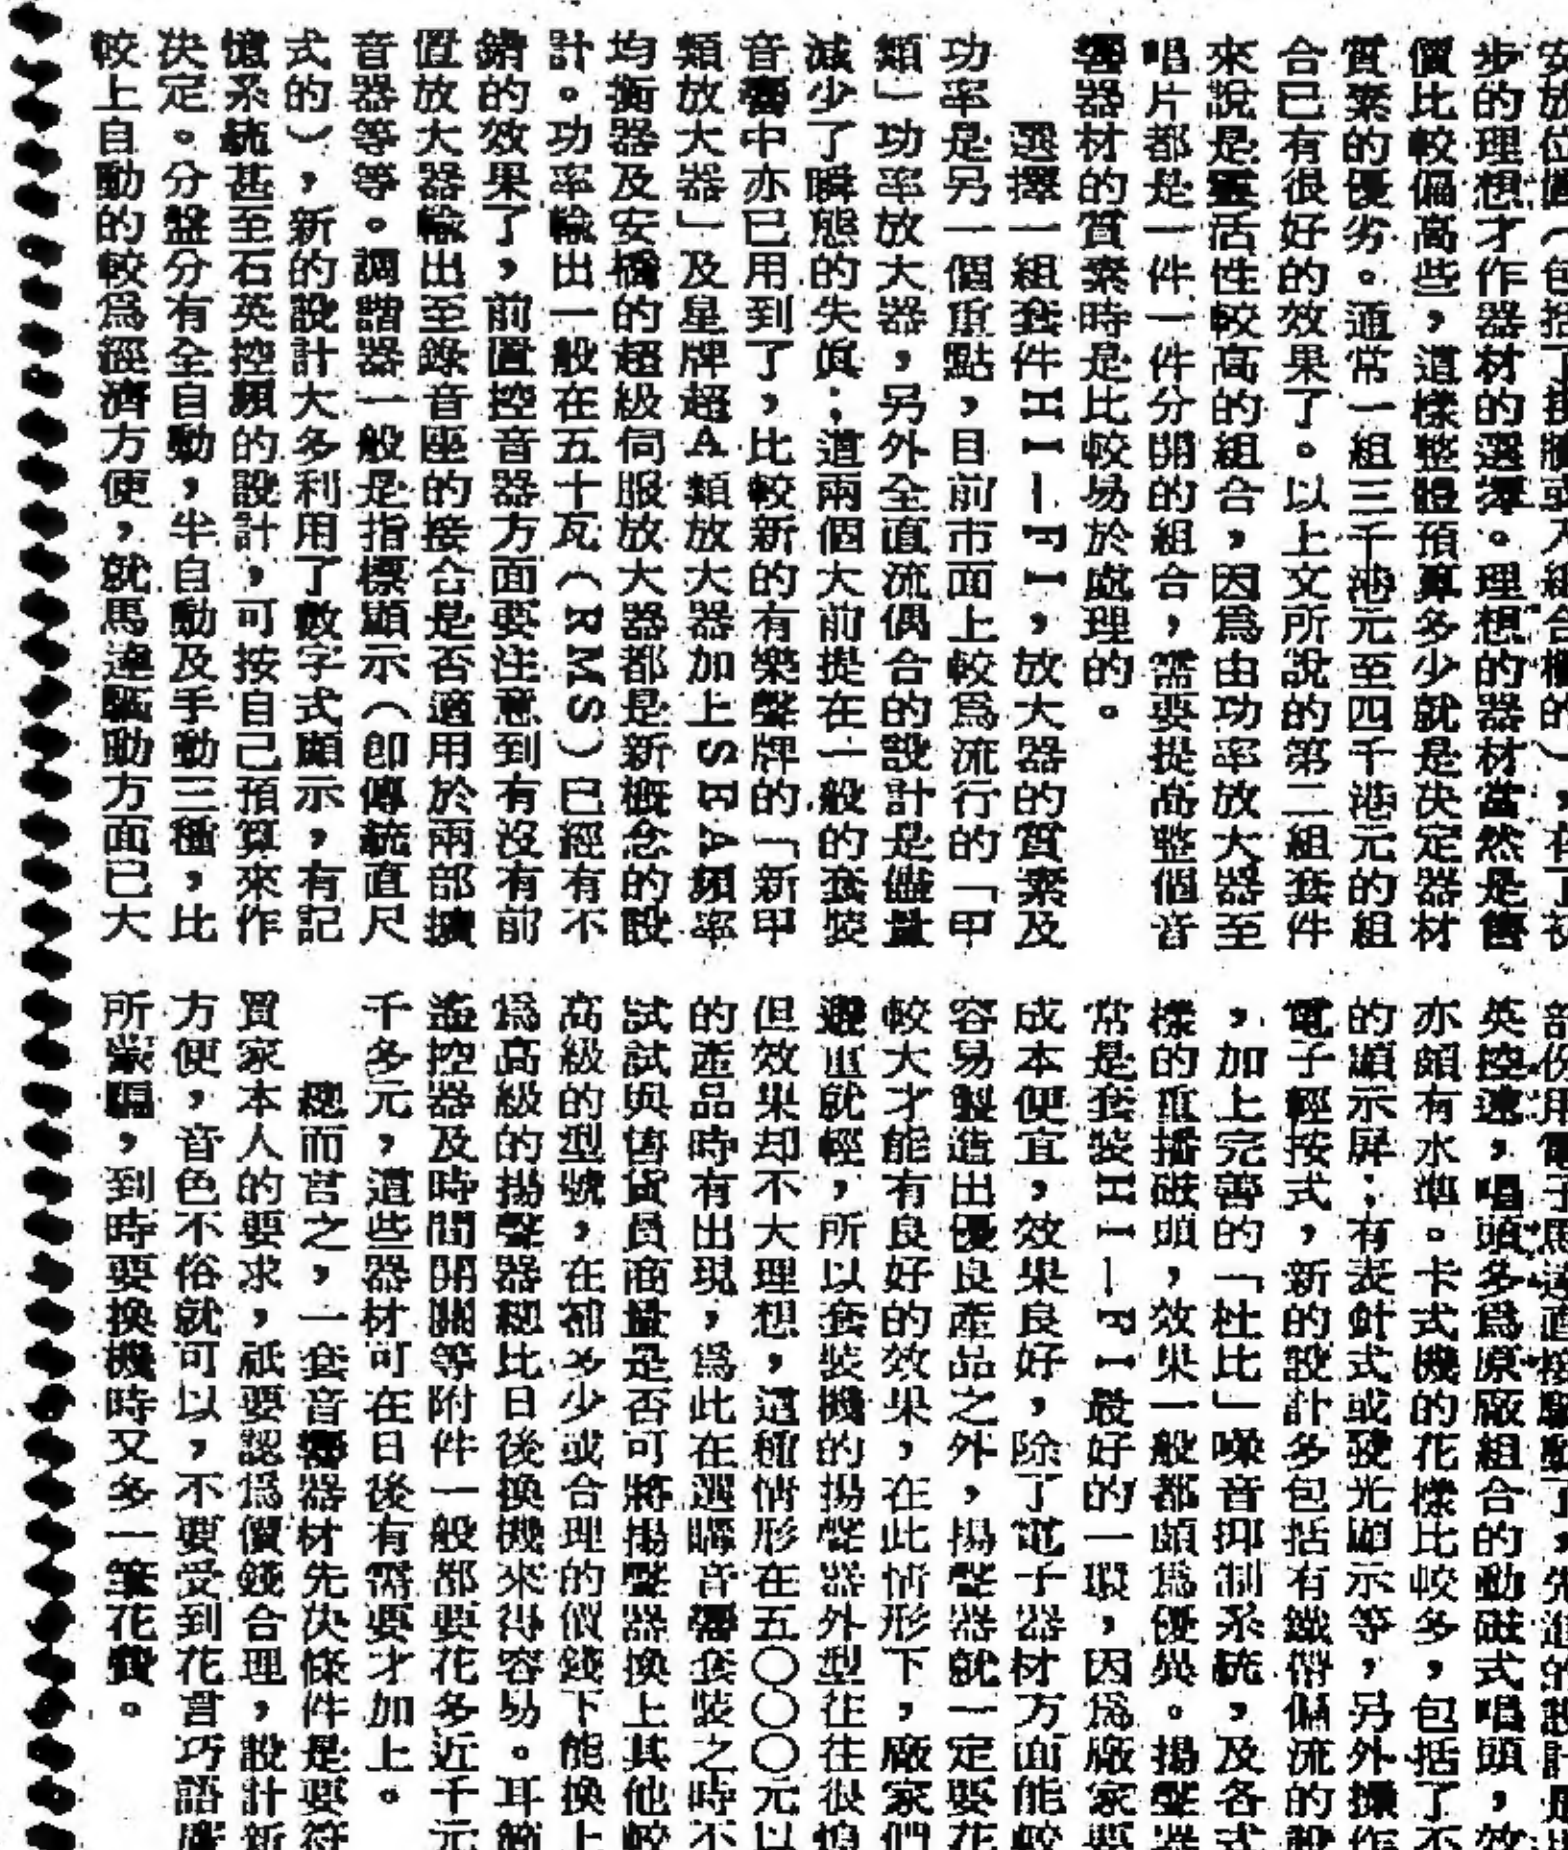 步的理想才作器材的選擇。理想的器材當然是售
價比較偏高些，這樣整體預算多少就是決定器材
質素的優劣。通常一組三千港元至四千港元的組
合已有很好的效果了。以上文所說的第二組套件
來說是靈活性較高的組合，因爲由功率放大器至
唱片都是一件一件分開的組合，需要提高整個音
響器材的質素時是比較易於處理的。
選擇一組套件HI－FI，放大器的質素及
功率是另一個重點，目前市面上較爲流行的「甲
類」功率放大器，另外全直流偶合的設計是儘量
減少了瞬態的失眞；這兩個大前提在一般的套裝
音響中亦已用到了，比較新的有樂聲牌的「新甲
類放大器」及星牌超A類放大器加上SEA頻率
均衡器及安橋的超級伺服放大器都是新概念的設
計。功率輸出一般在五十瓦（RMS）已經有不
錯的效果了，前置控音器方面要注意到有沒有前
置放大器輸出至錄音座的接合是否適用於兩部擴
音器等等。調諧器一般是指標顯示（卽傳統直尺
式的），新的設計大多利用了數字式顯示，有記
憶系統甚至石英控頻的設計，可按自己預算來作
決定。分盤分有全自動，半自動及手動三種，比
較上自動的較爲經濟方便，就馬達驅動方面已大
英控速，唱頭多爲原廠組合的動磁式唱頭，效
亦頗有水準。卡式機的花樣比較多，包括了不
的顯示屏；有表針式或發光顯示等，另外操作
電子輕按式，新的設計多包括有鐵帶偏流的設
，加上完善的「杜比」噪音抑制系統，及各式
樣的重播磁頭，效果一般都頗爲優異。揚聲器
常是套裝HI－FI最好的一環，因爲廠家要
成本便宜，效果良好，除了電子器材方面能較
容易製造出優良產品之外，揚聲器就一定要花
較大才能有良好的效果，在此情形下，廠家們
避重就輕，所以套裝機的揚聲器外型往往很
但效果却不大理想，這種情形在五〇〇〇元以
的產品時有出現，爲此在選購音響套裝之時不
試試與售貨員商量是否可將揚聲器換上其他較
高級的型號，在補多少或合理的價錢下能換上
爲高級的揚聲器總比日後換機來得容易。耳筒
遙控器及時間開關等附件一般都要花多近千元
千多元，這些器材可在日後有需要才加上。
總而言之，一套音響器材先決條件是要符
買家本人的要求，祇要認爲價錢合理，設計新
方便，音色不俗就可以，不要受到花言巧語
所蒙騙，到時要換機時又多一筆花費。